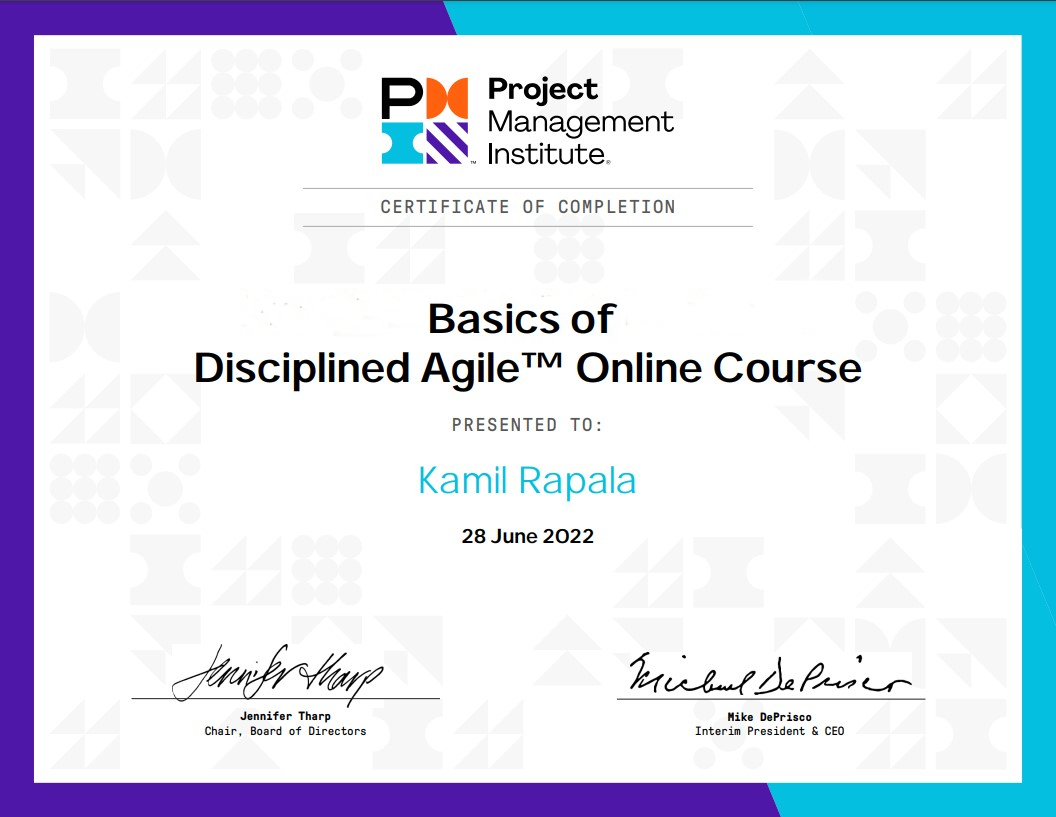 PM
Project
Management
Institute®
CERTIFICATE OF COMPLETION
Basics of
Disciplined Agile™ Online Course
PRESENTED TO:
Kamil Rapala
28 June 2022
Jennifer Tharp
Michael DePrisco
Jennifer Tharp
Chair, Board of Directors
Mike DePrisco
Interim President & CEO